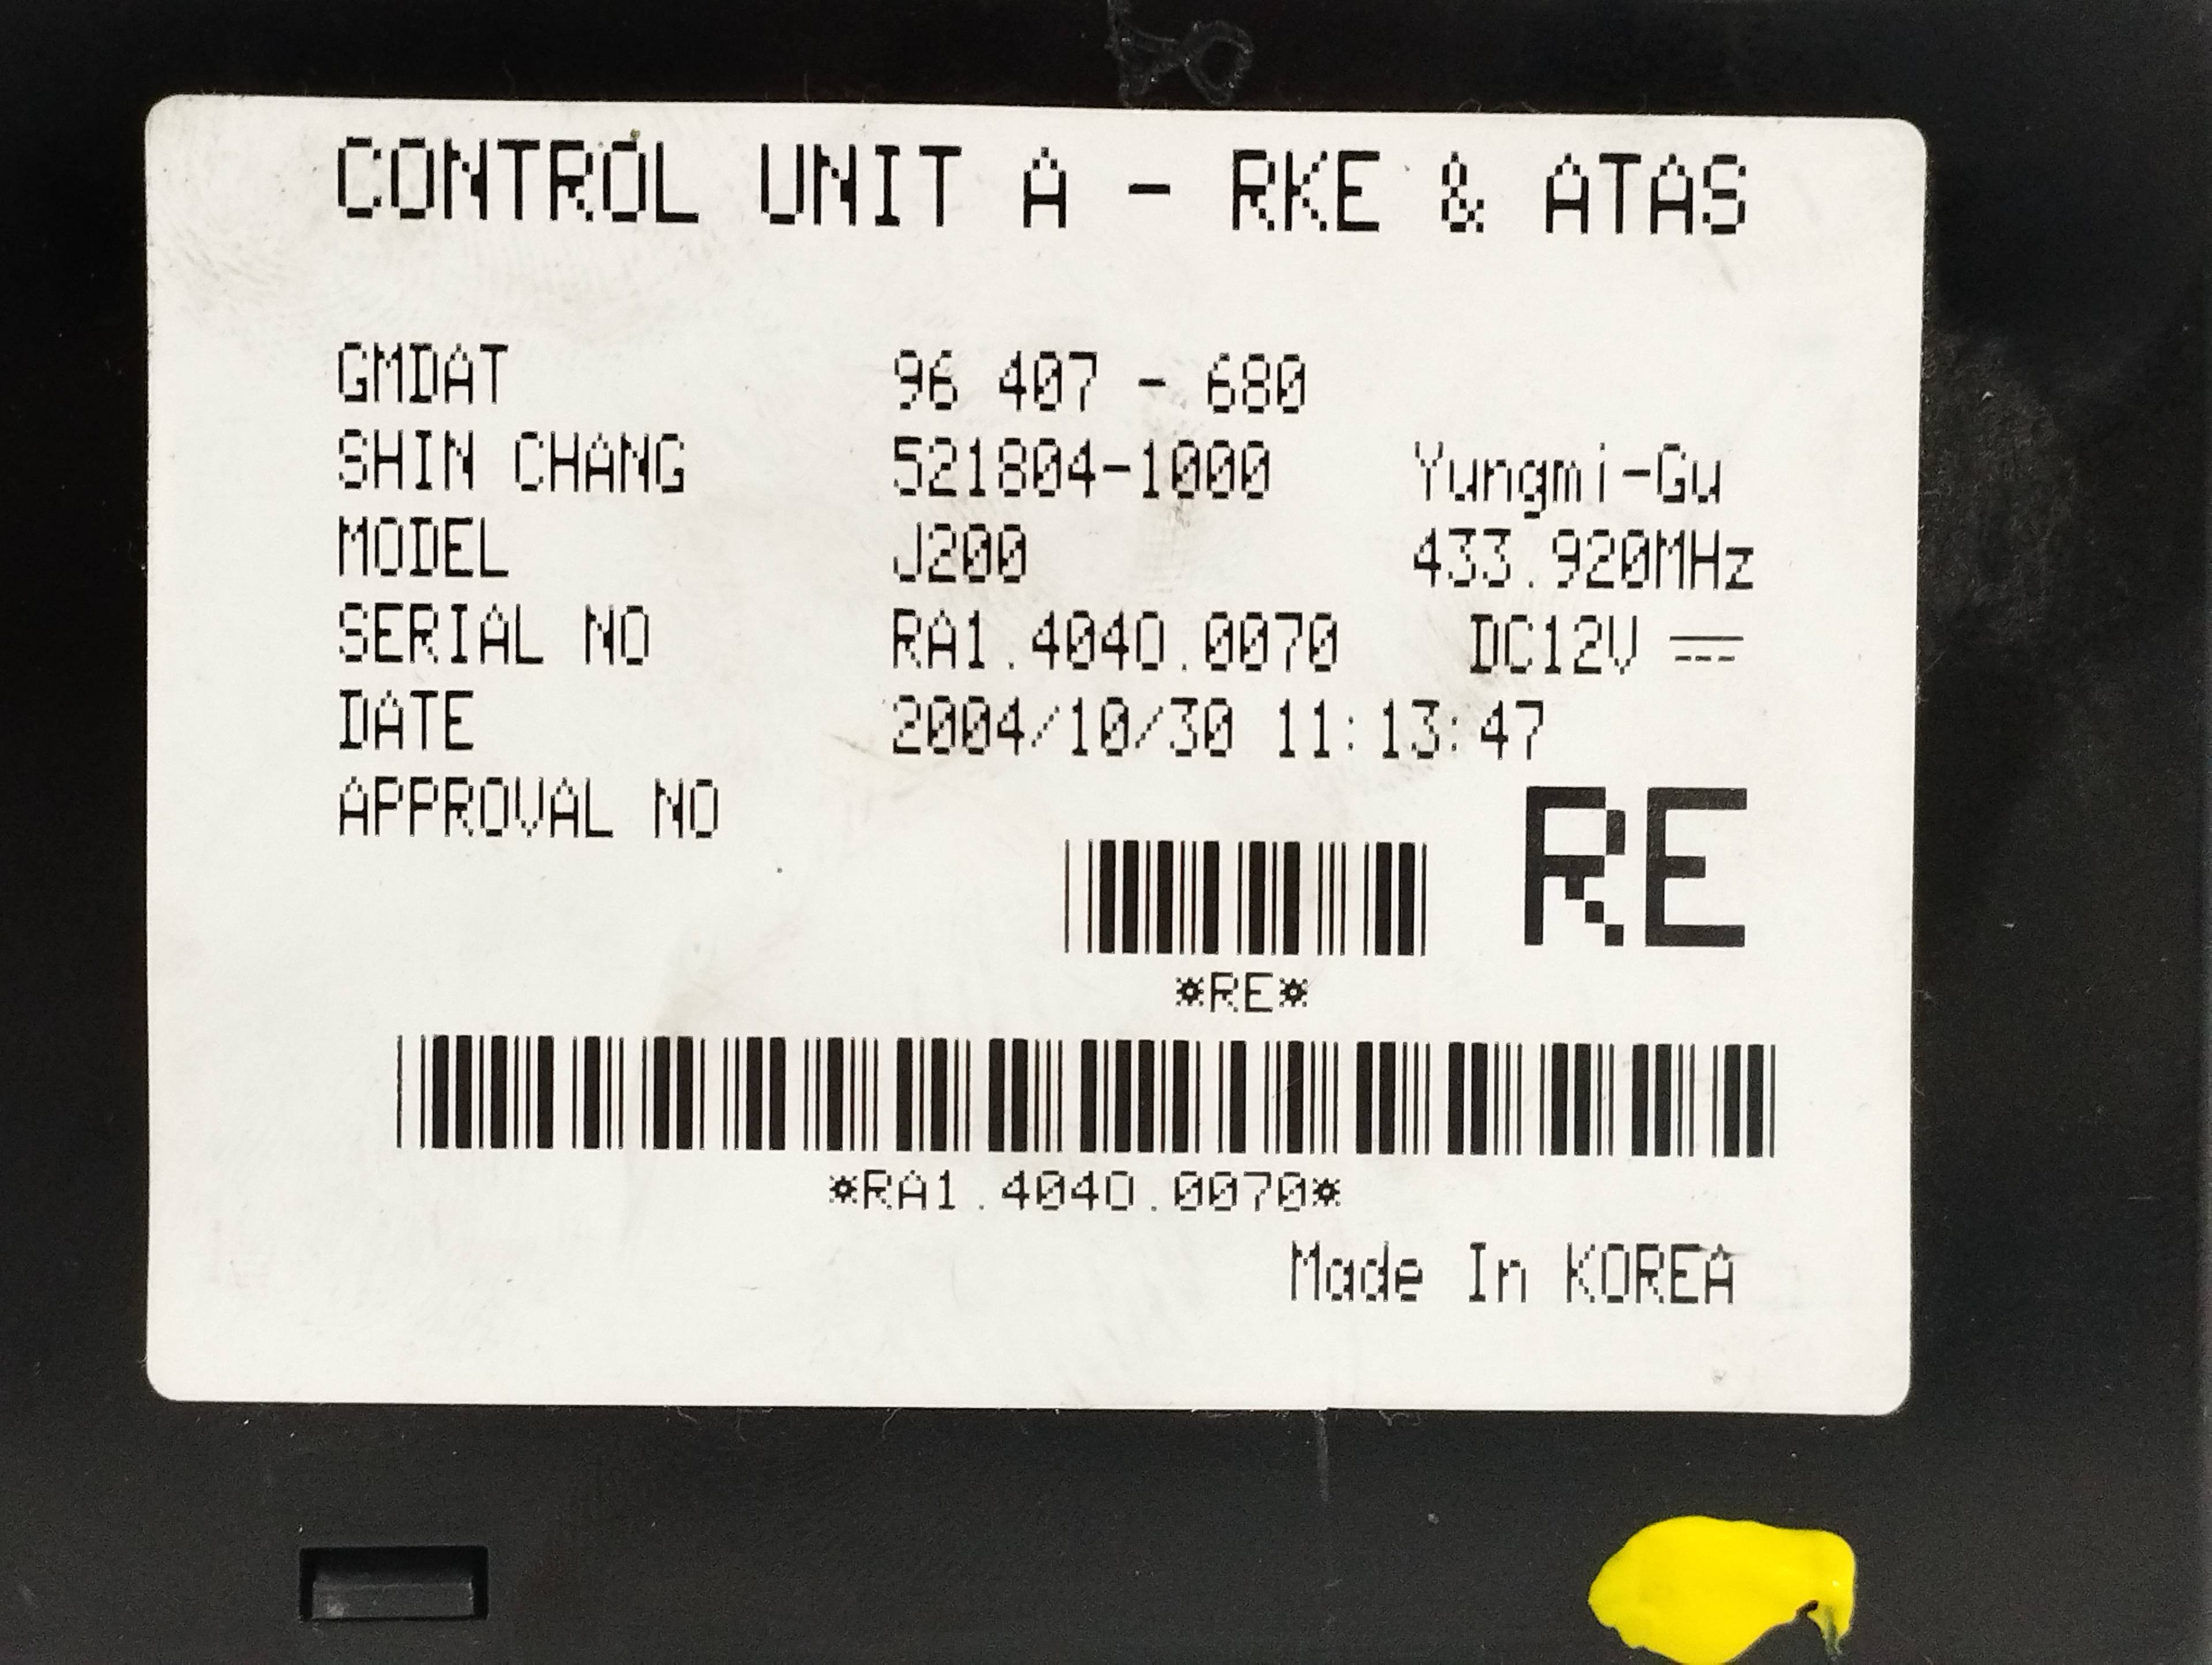 CONTROL UNIT A - RKE & ATAS
GMDAT 96 407 - 680
SHIN CHANG 521804-1000 Yungmi-Gu
MODEL J200 433.920MHz
SERIAL NO RA1.404O.0070 DC12V
DATE 2004/10/30 11:13:47
APPROVAL NO
RE
*RE*
*RA1.404O.0070*
Made In KOREA